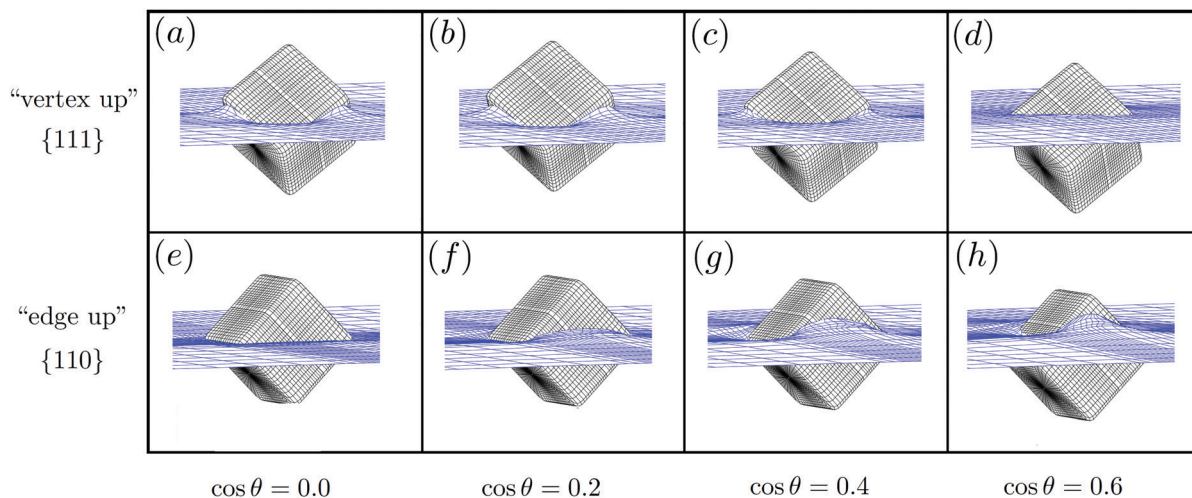 (a)
(b)
(c)
(d)
“vertex up”
{111}
(e)
(f)
(g)
(h)
“edge up”
{110}
cos θ = 0.0
cos θ = 0.2
cos θ = 0.4
cos θ = 0.6